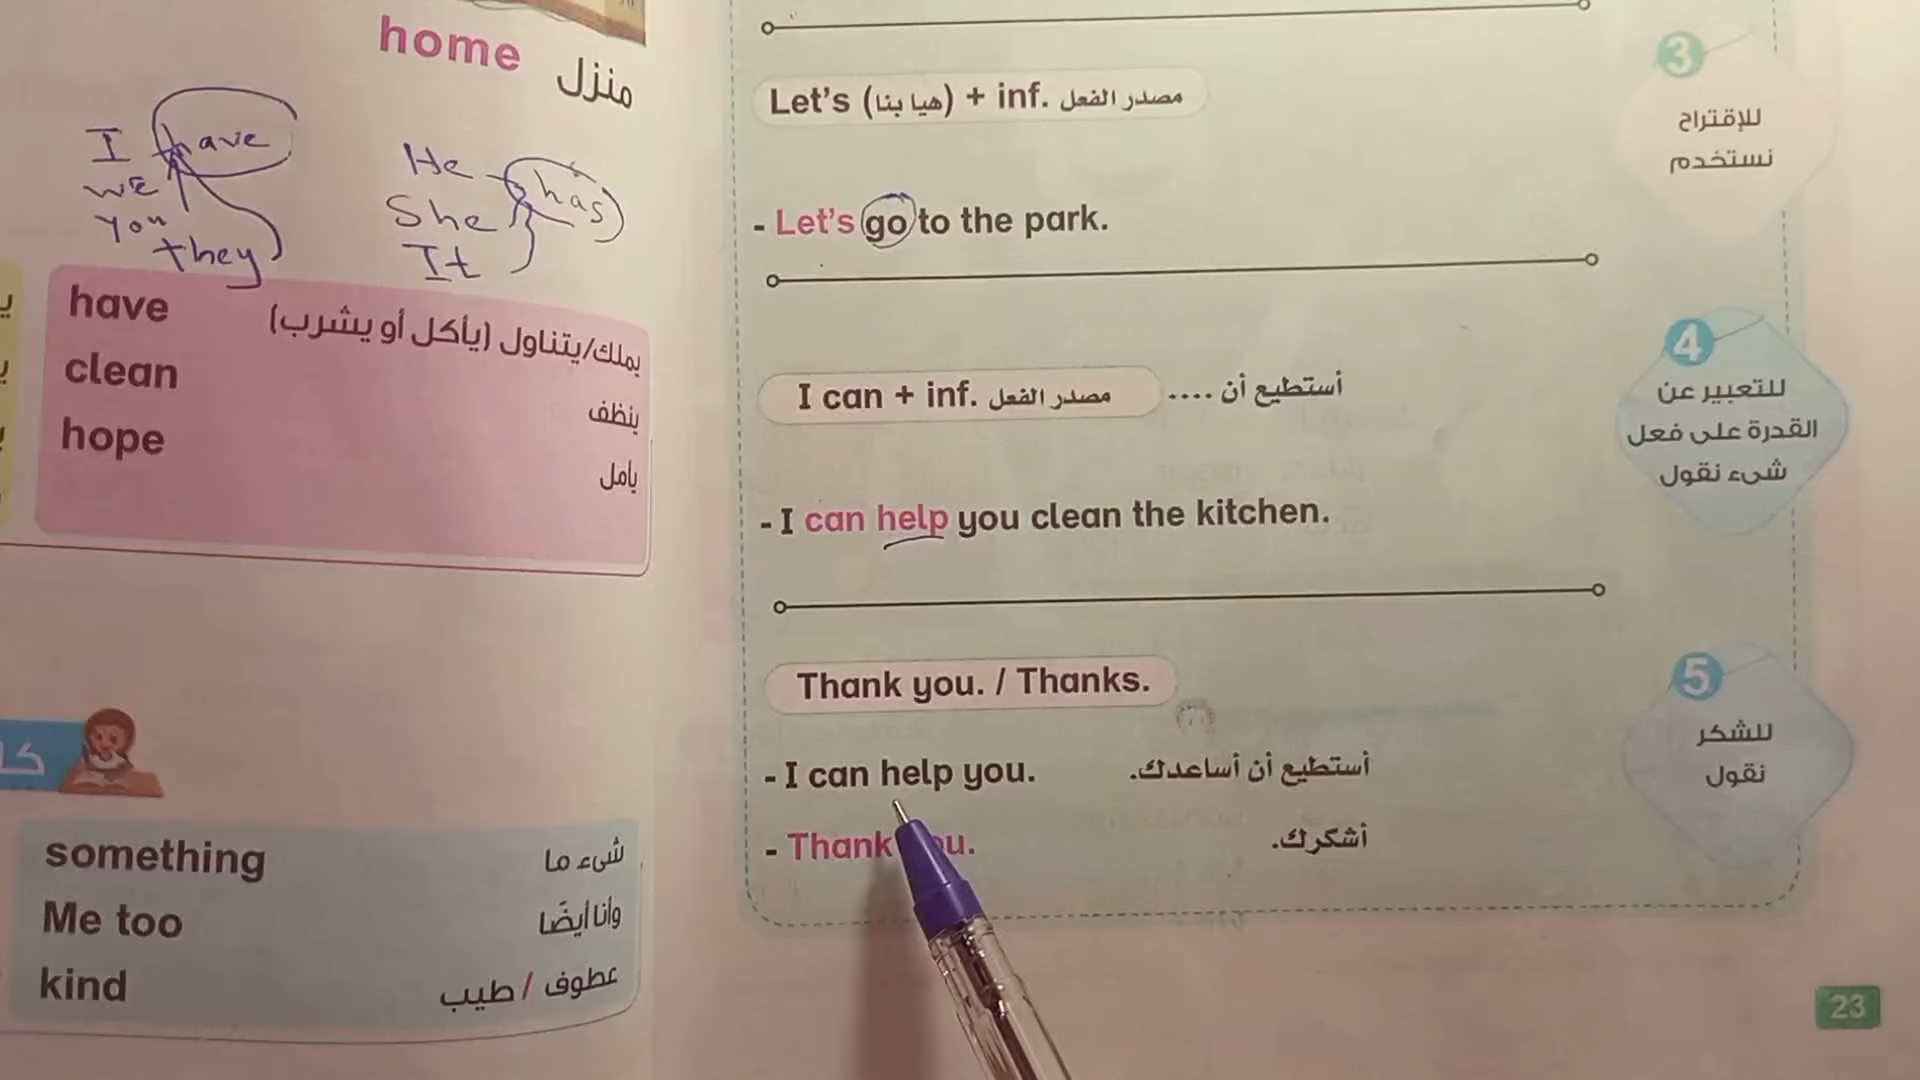 home منزل
I have
we
you
they
He has
She
It
have يملك/يتناول (يأكل أو يشرب)
clean ينظف
hope يأمل
something شيء ما
Me too وأنا أيضًا
kind عطوف / طيب
3
للإقتراح
نستخدم
Let's (هيا بنا) + inf. مصدر الفعل
- Let's go to the park.
4
للتعبير عن
القدرة على فعل
شيء نقول
I can + inf. مصدر الفعل أستطيع أن ....
- I can help you clean the kitchen.
5
للشكر
نقول
Thank you. / Thanks.
- I can help you. أستطيع أن أساعدك.
- Thank you. أشكرك.
23